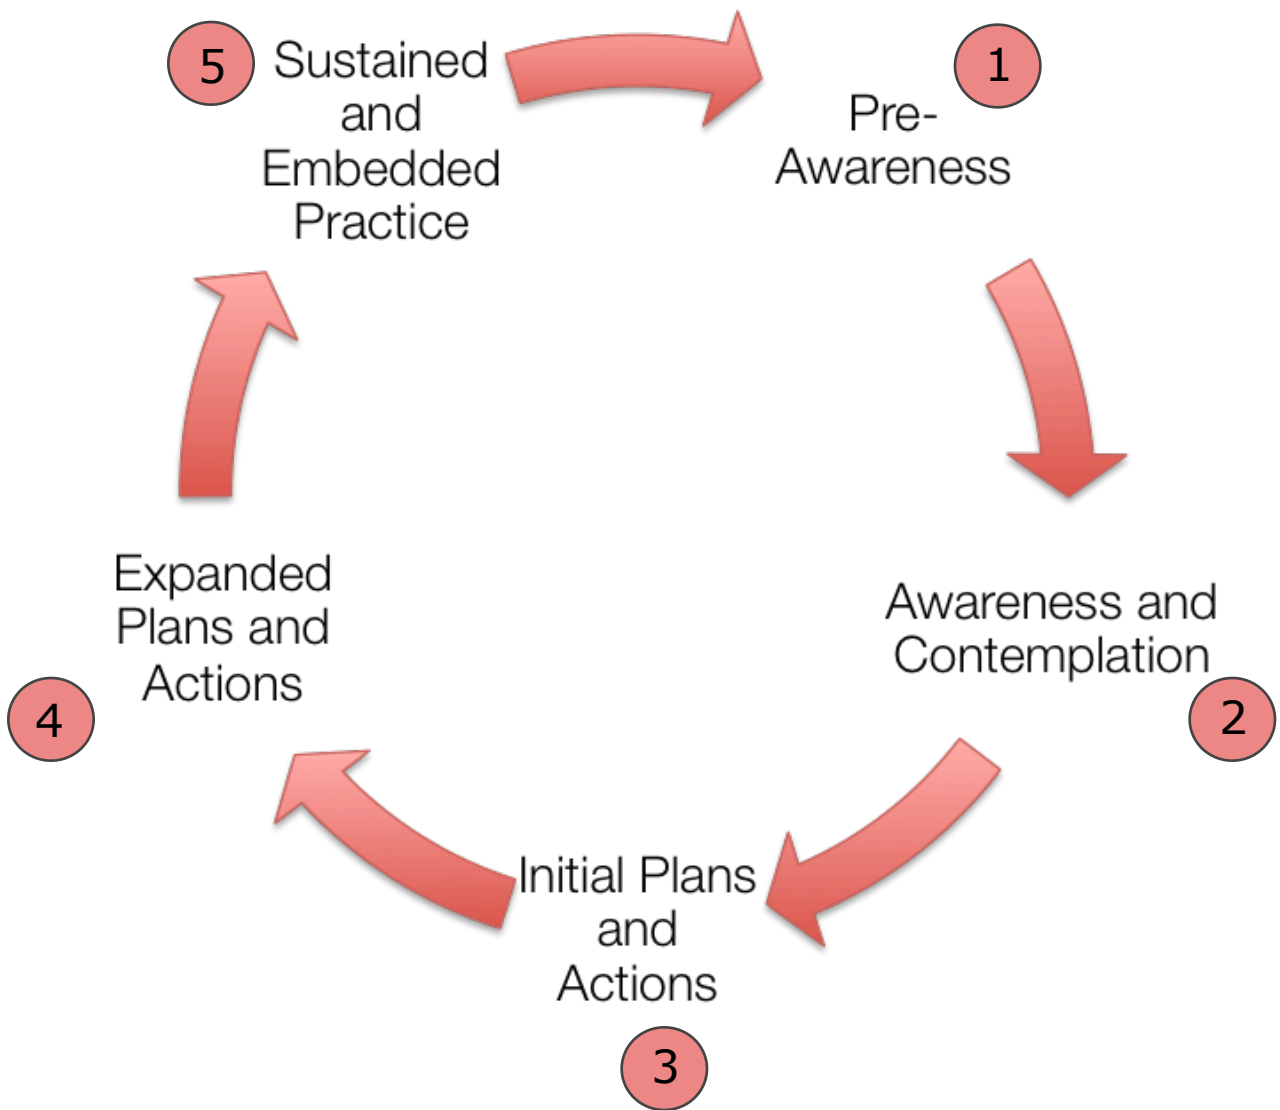 1
Pre-
Awareness
Awareness and
Contemplation
2
Initial Plans
and
Actions
3
Expanded
Plans and
Actions
4
5
Sustained
and
Embedded
Practice